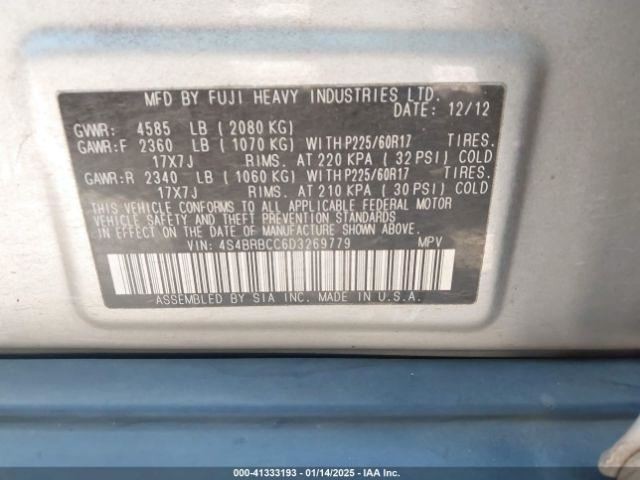 MFD BY FUJI HEAVY INDUSTRIES LTD.
DATE: 12/12
GVWR: 4585 LB ( 2080 KG)
GAWR:F 2360 LB ( 1070 KG) WITH P225/60R17 TIRES.
17X7J RIMS. AT 220 KPA ( 32 PSI) COLD
GAWR:R 2340 LB ( 1060 KG) WITH P225/60R17 TIRES.
17X7J RIMS. AT 210 KPA ( 30 PSI) COLD
THIS VEHICLE CONFORMS TO ALL APPLICABLE FEDERAL MOTOR
VEHICLE SAFETY AND THEFT PREVENTION STANDARDS
IN EFFECT ON THE DATE OF MANUFACTURE SHOWN ABOVE.
VIN: 4S4BRBCC6D3269779 MPV
ASSEMBLED BY SIA INC. MADE IN U.S.A.
000-41333193 - 01/14/2025 - IAA Inc.